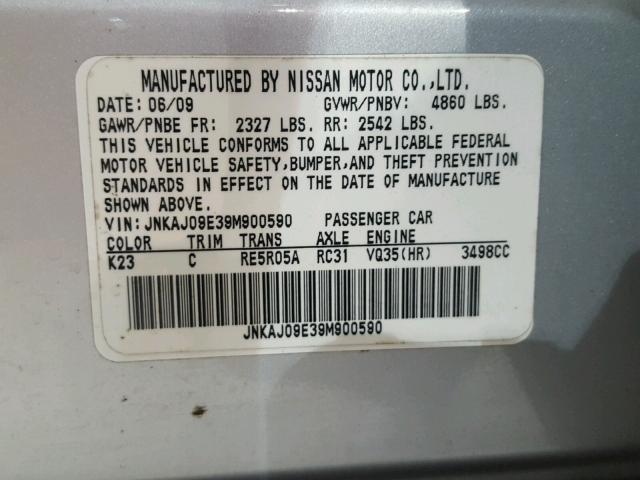 MANUFACTURED BY NISSAN MOTOR CO.,LTD.
DATE: 06/09 GVWR/PNBV: 4860 LBS.
GAWR/PNBE FR: 2327 LBS. RR: 2542 LBS.
THIS VEHICLE CONFORMS TO ALL APPLICABLE FEDERAL
MOTOR VEHICLE SAFETY,BUMPER,AND THEFT PREVENTION
STANDARDS IN EFFECT ON THE DATE OF MANUFACTURE
SHOWN ABOVE.
VIN:JNKAJ09E39M900590 PASSENGER CAR
COLOR TRIM TRANS AXLE ENGINE
K23 C RE5R05A RC31 VQ35(HR) 3498CC
JNKAJ09E39M900590